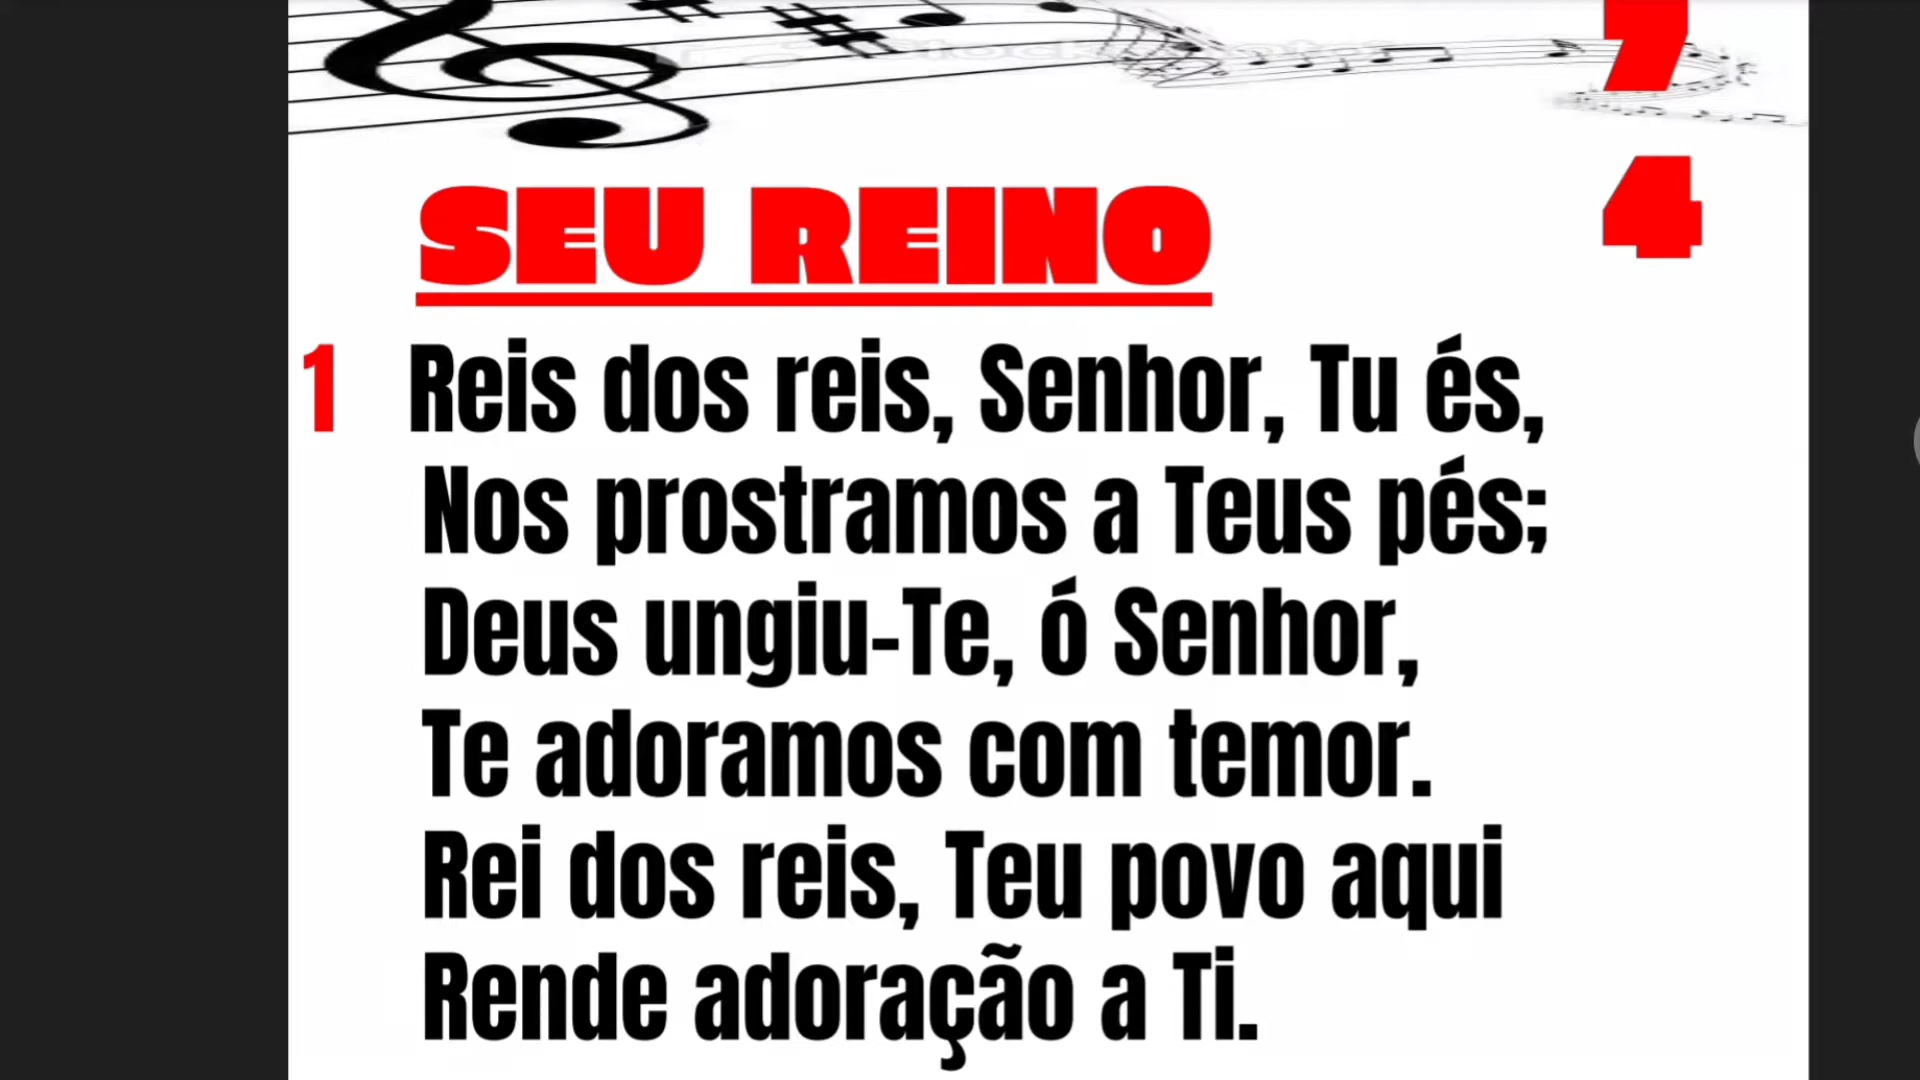 7
4
SEU REINO
1 Reis dos reis, Senhor, Tu és,
Nos prostramos a Teus pés;
Deus ungiu-Te, ó Senhor,
Te adoramos com temor.
Rei dos reis, Teu povo aqui
Rende adoração a Ti.